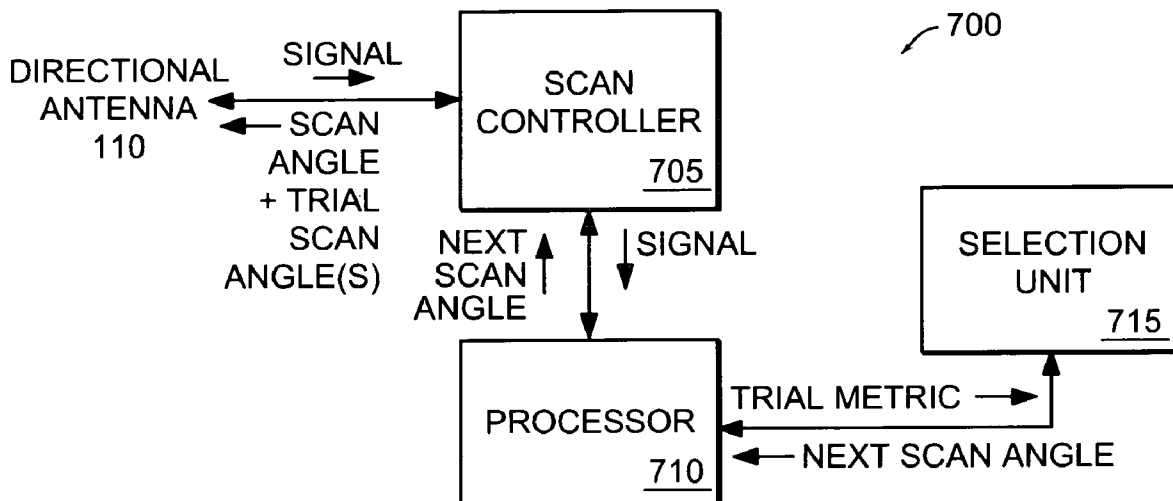 700
SIGNAL
DIRECTIONAL
ANTENNA
110
SCAN
ANGLE
+ TRIAL
SCAN
ANGLE(S)
SCAN
CONTROLLER
705
NEXT
SCAN
ANGLE
SIGNAL
SELECTION
UNIT
715
PROCESSOR
710
TRIAL METRIC
NEXT SCAN ANGLE